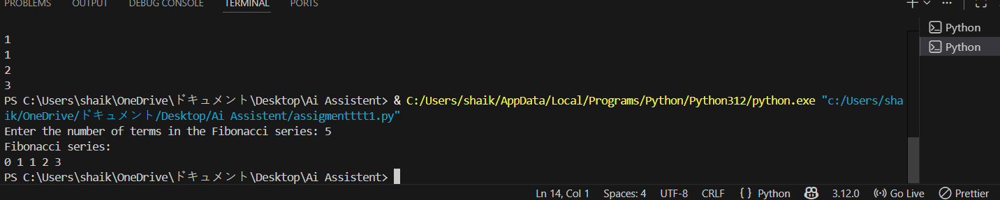 PROBLEMS OUTPUT DEBUG CONSOLE TERMINAL PORTS
1
1
2
3
PS C:\Users\shaik\OneDrive\ドキュメント\Desktop\Ai Assistent> & C:/Users/shaik/AppData/Local/Programs/Python/Python312/python.exe "c:/Users/sha
ik/OneDrive/ドキュメント/Desktop/Ai Assistent/assigmentttt1.py"
Enter the number of terms in the Fibonacci series: 5
Fibonacci series:
0 1 1 2 3
PS C:\Users\shaik\OneDrive\ドキュメント\Desktop\Ai Assistent>
Python
Python
Ln 14, Col 1 Spaces: 4 UTF-8 CRLF { } Python 3.12.0 Go Live Prettier